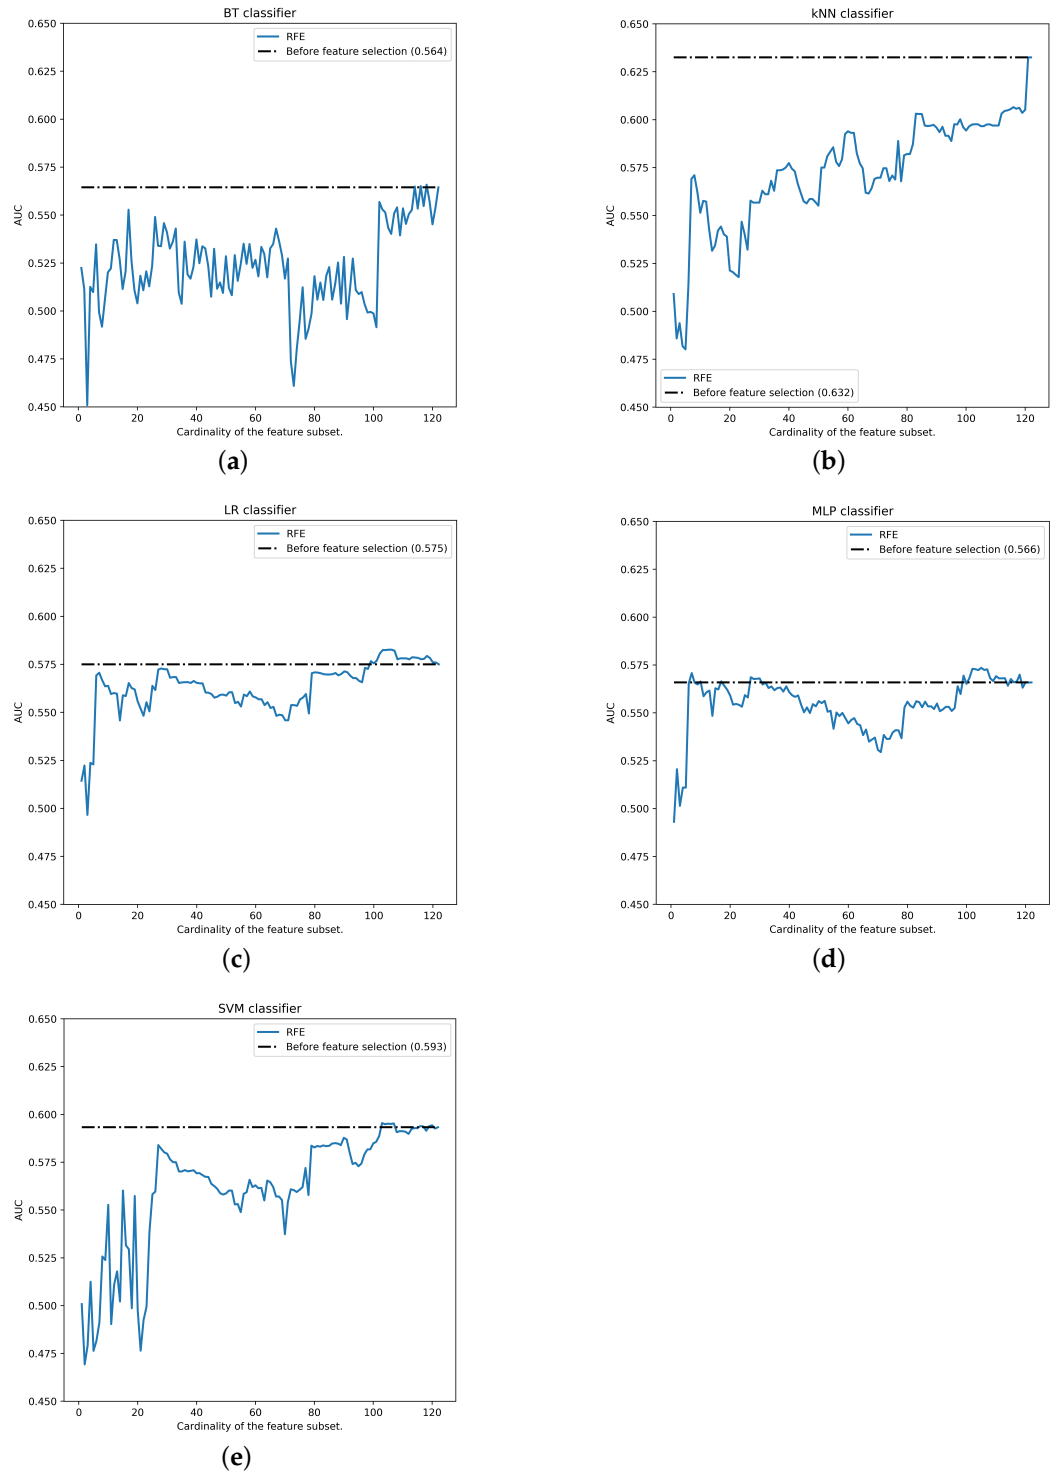 BT classifier
0.650
0.625
0.600
0.575
0.550
0.525
0.500
0.475
0.450
AUC
RFE
Before feature selection (0.564)
0 20 40 60 80 100 120
Cardinality of the feature subset.
(a)
kNN classifier
0.650
0.625
0.600
0.575
0.550
0.525
0.500
0.475
0.450
AUC
RFE
Before feature selection (0.632)
0 20 40 60 80 100 120
Cardinality of the feature subset.
(b)
LR classifier
0.650
0.625
0.600
0.575
0.550
0.525
0.500
0.475
0.450
AUC
RFE
Before feature selection (0.575)
0 20 40 60 80 100 120
Cardinality of the feature subset.
(c)
MLP classifier
0.650
0.625
0.600
0.575
0.550
0.525
0.500
0.475
0.450
AUC
RFE
Before feature selection (0.566)
0 20 40 60 80 100 120
Cardinality of the feature subset.
(d)
SVM classifier
0.650
0.625
0.600
0.575
0.550
0.525
0.500
0.475
0.450
AUC
RFE
Before feature selection (0.593)
0 20 40 60 80 100 120
Cardinality of the feature subset.
(e)